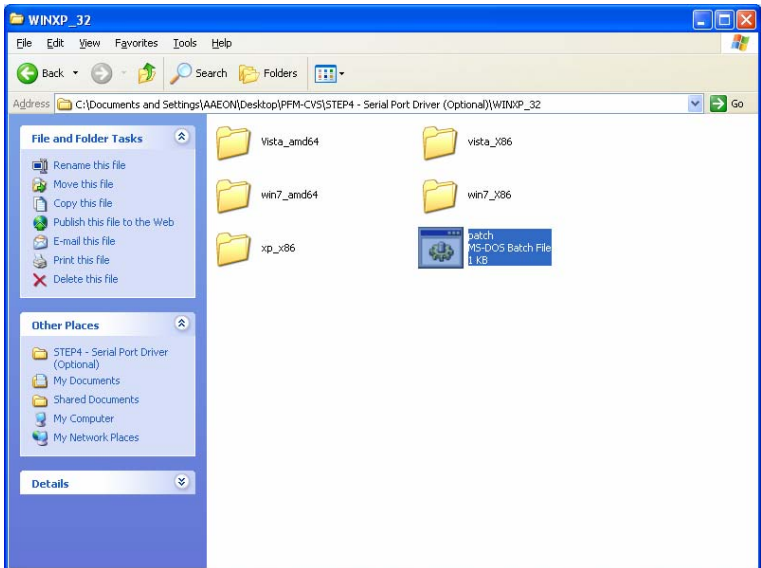 WINXP_32
File Edit View Favorites Tools Help
Back Search Folders
Address C:\Documents and Settings\AAEON\Desktop\PFM-CVS\STEP4 - Serial Port Driver (Optional)\WINXP_32 Go
File and Folder Tasks
Rename this file
Move this file
Copy this file
Publish this file to the Web
E-mail this file
Print this file
Delete this file
Other Places
STEP4 - Serial Port Driver
(Optional)
My Documents
Shared Documents
My Computer
My Network Places
Details
Vista_amd64
vista_X86
win7_amd64
win7_X86
xp_x86
patch
MS-DOS Batch File
1 KB